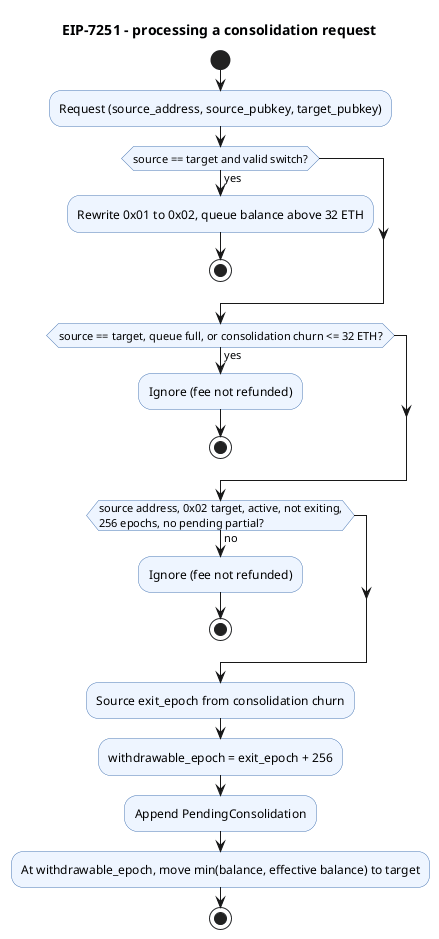 EIP-7251 - processing a consolidation request
Request (source_address, source_pubkey, target_pubkey)
source == target and valid switch?
yes
Rewrite 0x01 to 0x02, queue balance above 32 ETH
source == target, queue full, or consolidation churn <= 32 ETH?
yes
Ignore (fee not refunded)
source address, 0x02 target, active, not exiting,
256 epochs, no pending partial?
no
Ignore (fee not refunded)
Source exit_epoch from consolidation churn
withdrawable_epoch = exit_epoch + 256
Append PendingConsolidation
At withdrawable_epoch, move min(balance, effective balance) to target